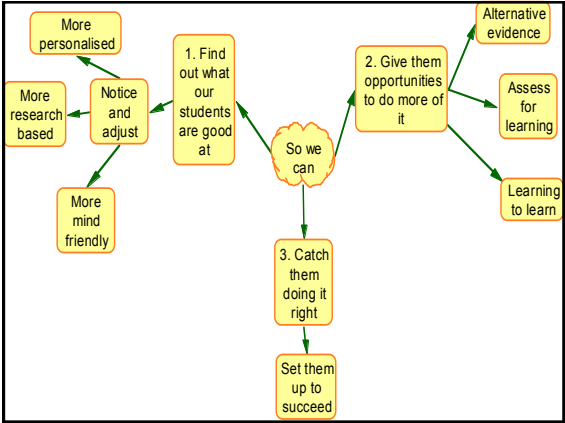 So we
can
1. Find
out what
our
students
are good
at
Notice
and
adjust
More
personalised
More
research
based
More
mind
friendly
2. Give them
opportunities
to do more of
it
Alternative
evidence
Assess
for
learning
Learning
to learn
3. Catch
them
doing it
right
Set them
up to
succeed